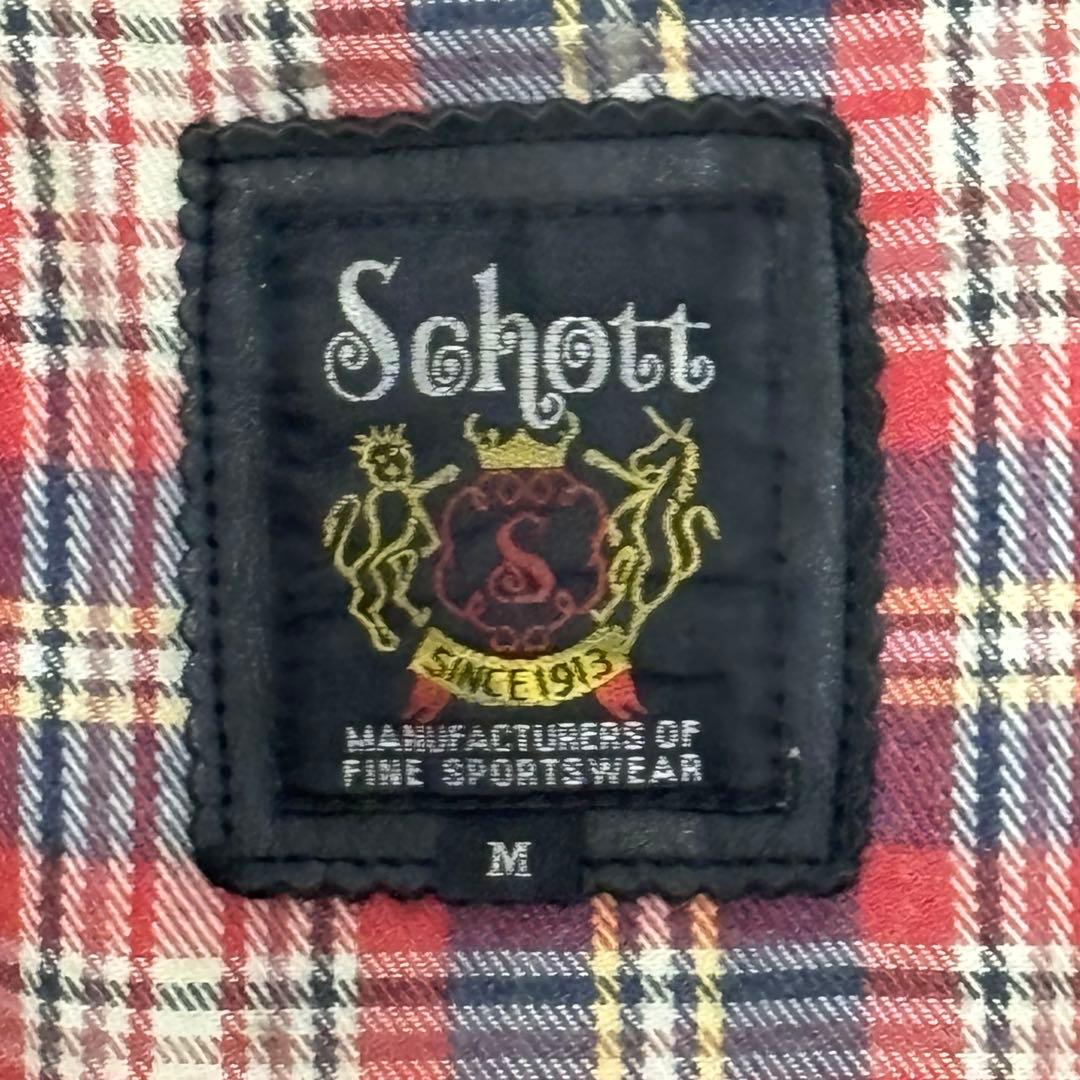 Schott
S
SINCE 1913
MANUFACTURERS OF
FINE SPORTSWEAR
M